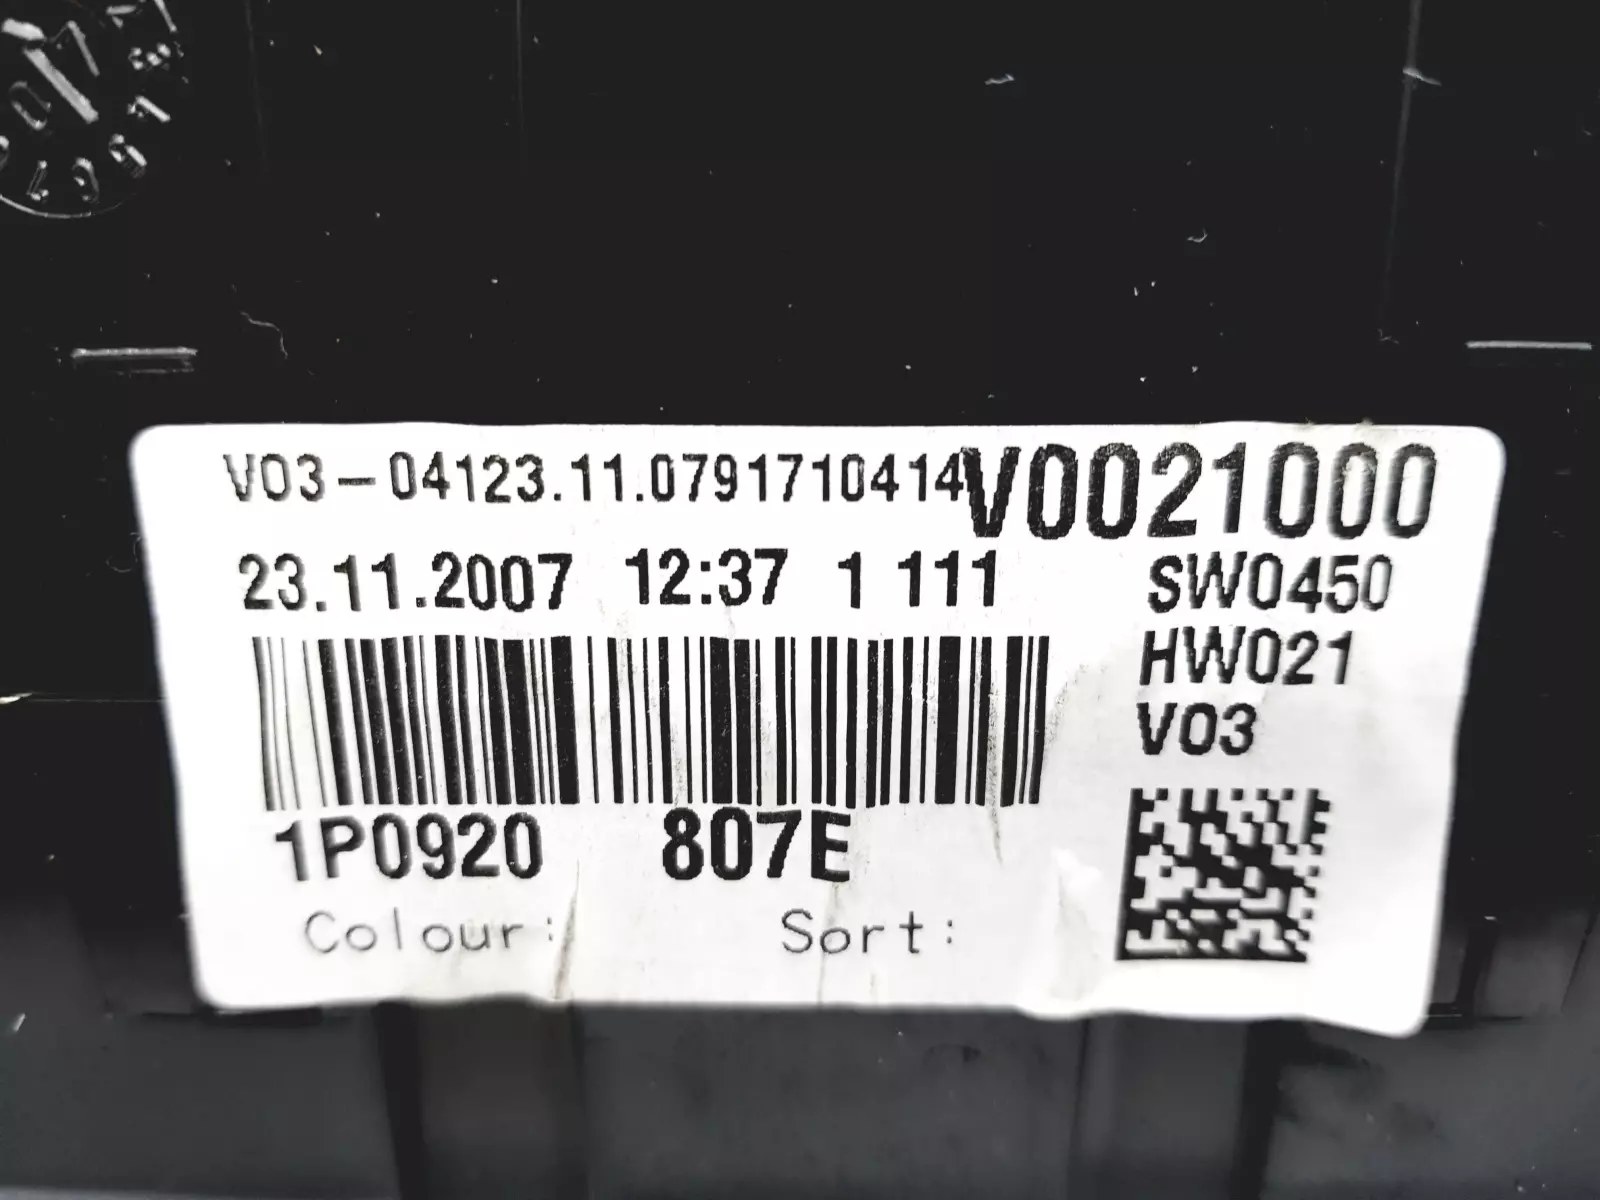 V03-04123.11.0791710414 V0021000
23.11.2007 12:37 1 111 SW0450
HW021
V03
1P0920 807E
Colour: Sort: